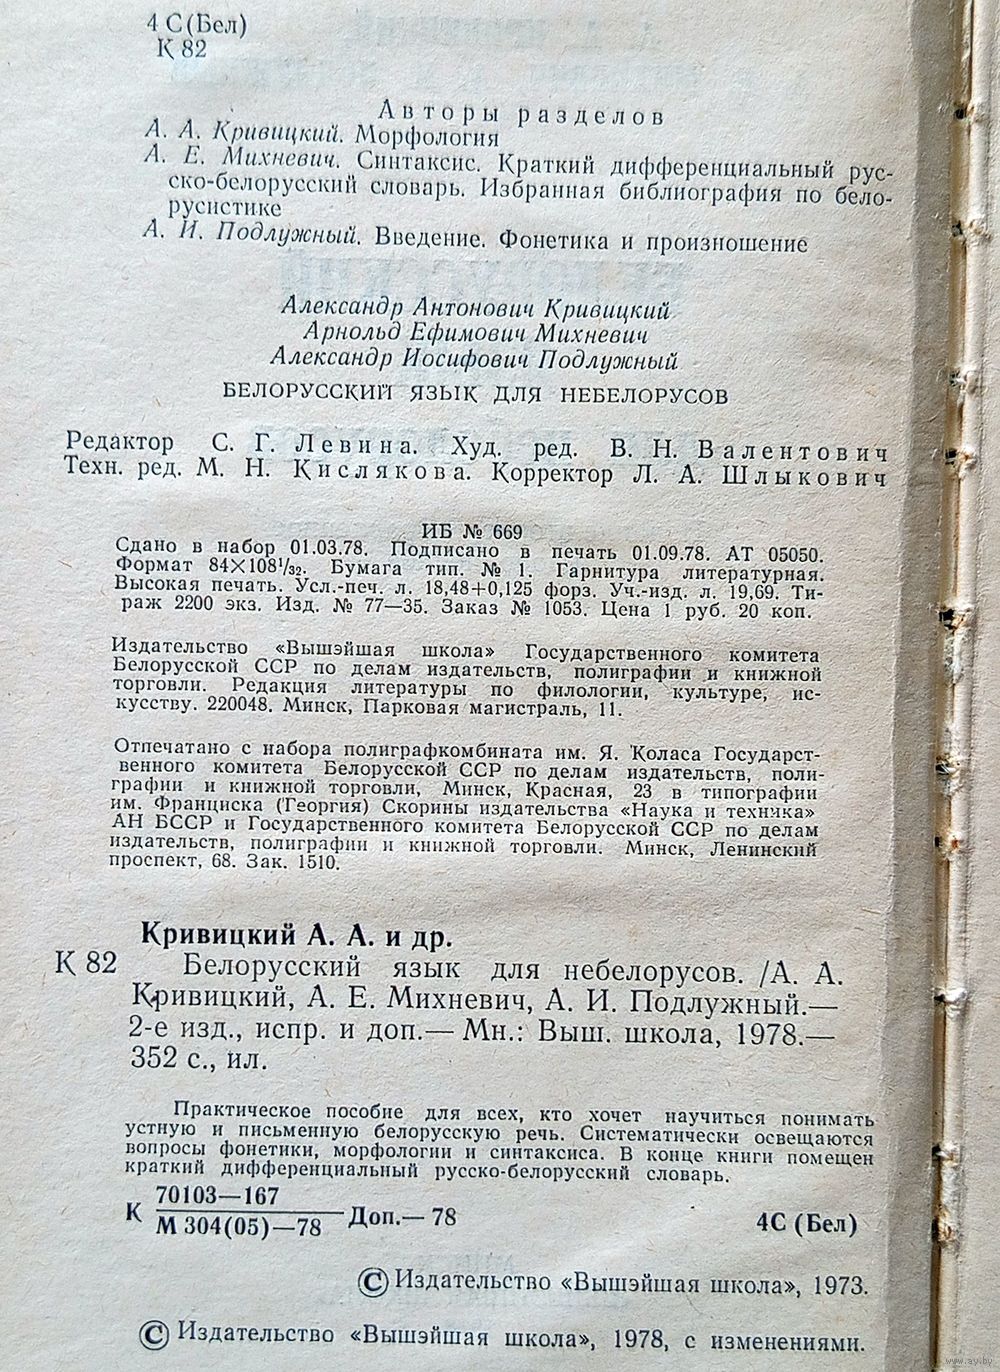 4 С (Бел)
К 82
Авторы разделов
А. А. Кривицкий. Морфология
А. Е. Михневич. Синтаксис. Краткий дифференциальный рус-
ско-белорусский словарь. Избранная библиография по бело-
русистике
А. И. Подлужный. Введение. Фонетика и произношение
Александр Антонович Кривицкий
Арнольд Ефимович Михневич
Александр Иосифович Подлужный
БЕЛОРУССКИЙ ЯЗЫК ДЛЯ НЕБЕЛОРУСОВ
Редактор С. Г. Левина. Худ. ред. В. Н. Валентович
Техн. ред. М. Н. Кислякова. Корректор Л. А. Шлыкович
ИБ № 669
Сдано в набор 01.03.78. Подписано в печать 01.09.78. АТ 05050.
Формат 84×108¹/₃₂. Бумага тип. № 1. Гарнитура литературная.
Высокая печать. Усл.-печ. л. 18,48+0,125 форз. Уч.-изд. л. 19,69. Ти-
раж 2200 экз. Изд. № 77—35. Заказ № 1053. Цена 1 руб. 20 коп.
Издательство «Вышэйшая школа» Государственного комитета
Белорусской ССР по делам издательств, полиграфии и книжной
торговли. Редакция литературы по филологии, культуре, ис-
кусству. 220048. Минск, Парковая магистраль, 11.
Отпечатано с набора полиграфкомбината им. Я. Коласа Государст-
венного комитета Белорусской ССР по делам издательств, поли-
графии и книжной торговли, Минск, Красная, 23 в типографии
им. Франциска (Георгия) Скорины издательства «Наука и техника»
АН БССР и Государственного комитета Белорусской ССР по делам
издательств, полиграфии и книжной торговли. Минск, Ленинский
проспект, 68. Зак. 1510.
Кривицкий А. А. и др.
К 82 Белорусский язык для небелорусов. /А. А.
Кривицкий, А. Е. Михневич, А. И. Подлужный.—
2-е изд., испр. и доп.— Мн.: Выш. школа, 1978.—
352 с., ил.
Практическое пособие для всех, кто хочет научиться понимать
устную и письменную белорусскую речь. Систематически освещаются
вопросы фонетики, морфологии и синтаксиса. В конце книги помещен
краткий дифференциальный русско-белорусский словарь.
70103—167
К М 304(05)—78 Доп.— 78 4С (Бел)
© Издательство «Вышэйшая школа», 1973.
© Издательство «Вышэйшая школа», 1978, с изменениями.
www.ay.by